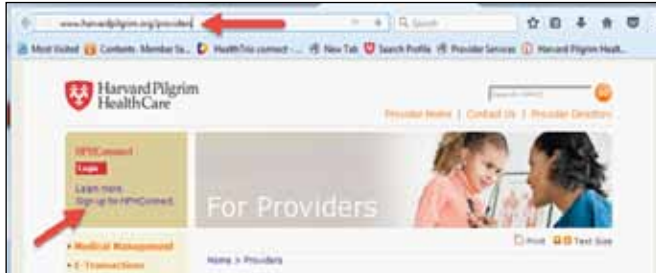 www.harvardpilgrim.org/providers
Search
Most Visited Contents: Member Sa... HealthTrio connect - ... New Tab Search Profile Provider Services Harvard Pilgrim Healt...
Harvard Pilgrim
HealthCare
Provider Home | Contact Us | Provider Directory
HPHConnect
Login
Learn more
Sign up for HPHConnect
For Providers
Print Text Size
Medical Management
E-Transactions
Home > Providers